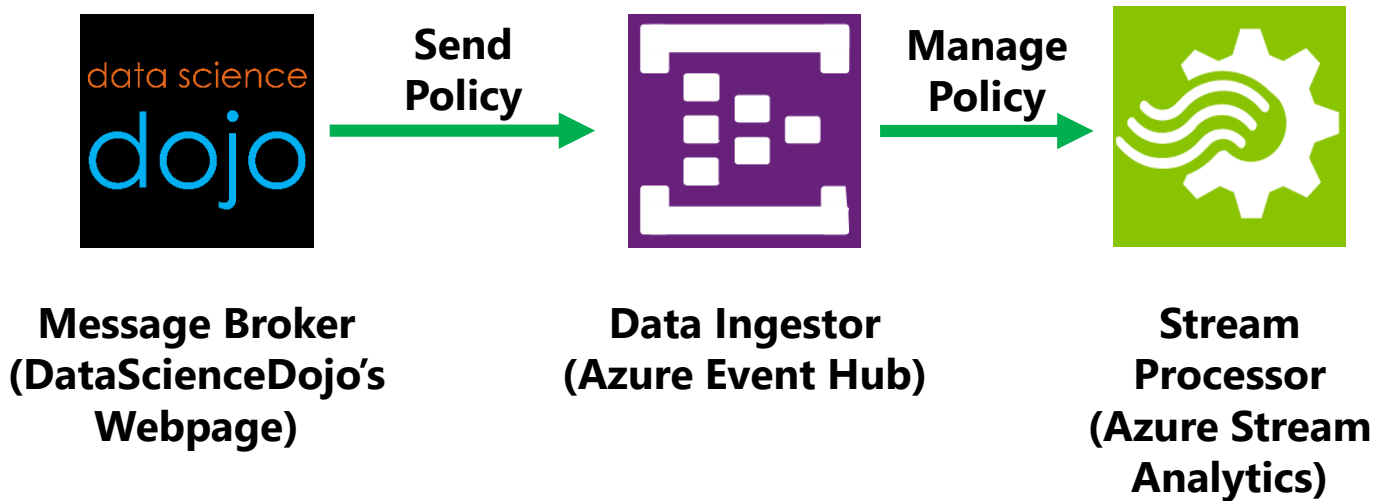 data science
dojo
Send
Policy
Manage
Policy
Message Broker
(DataScienceDojo’s
Webpage)
Data Ingestor
(Azure Event Hub)
Stream
Processor
(Azure Stream
Analytics)